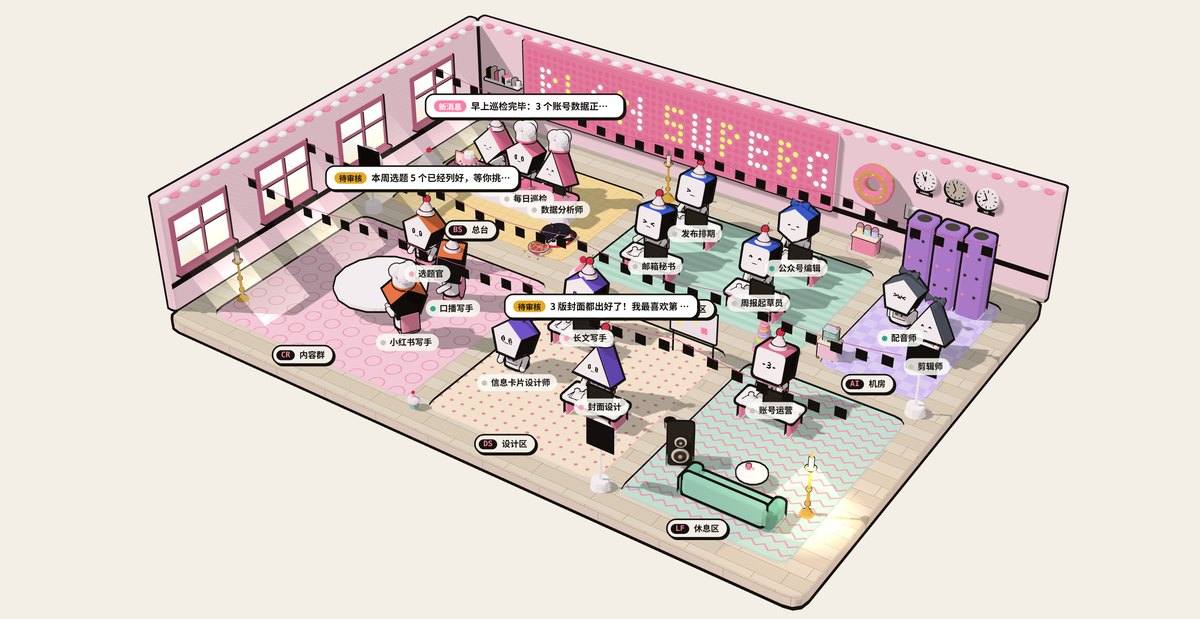 新消息 早上巡检完毕：3 个账号数据正…
待审核 本周选题 5 个已经列好，等你挑…
每日巡检
数据分析师
BS 总台
发布排期
邮箱秘书
公众号编辑
选题官
周报起草员
口播写手
待审核 3 版封面都出好了！我最喜欢第 …
区
小红书写手
长文写手
配音师
CR 内容群
剪辑师
信息卡片设计师
AI 机房
封面设计
账号运营
DS 设计区
LF 休息区